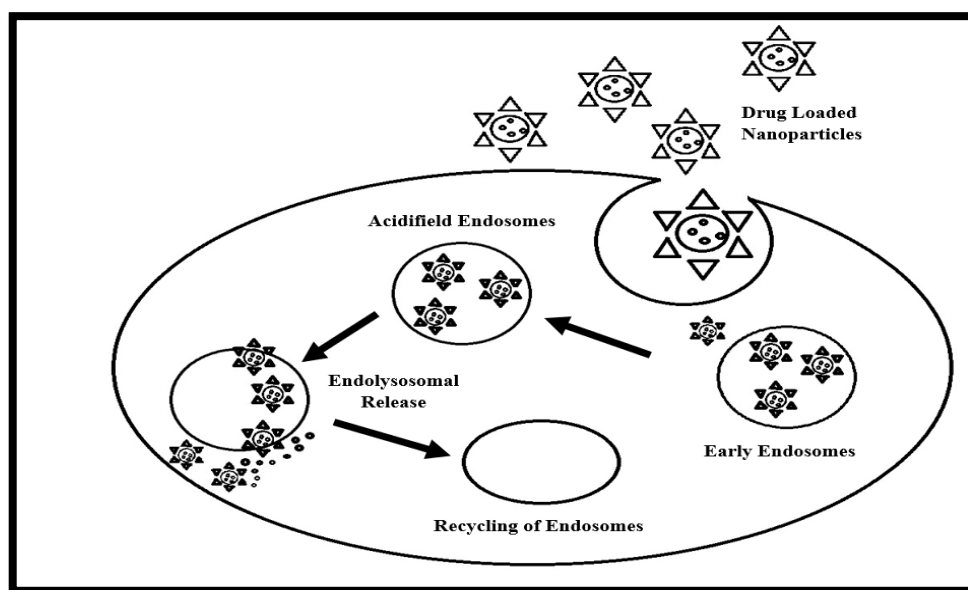 Drug Loaded
Nanoparticles
Acidifield Endosomes
Endolysosomal
Release
Early Endosomes
Recycling of Endosomes